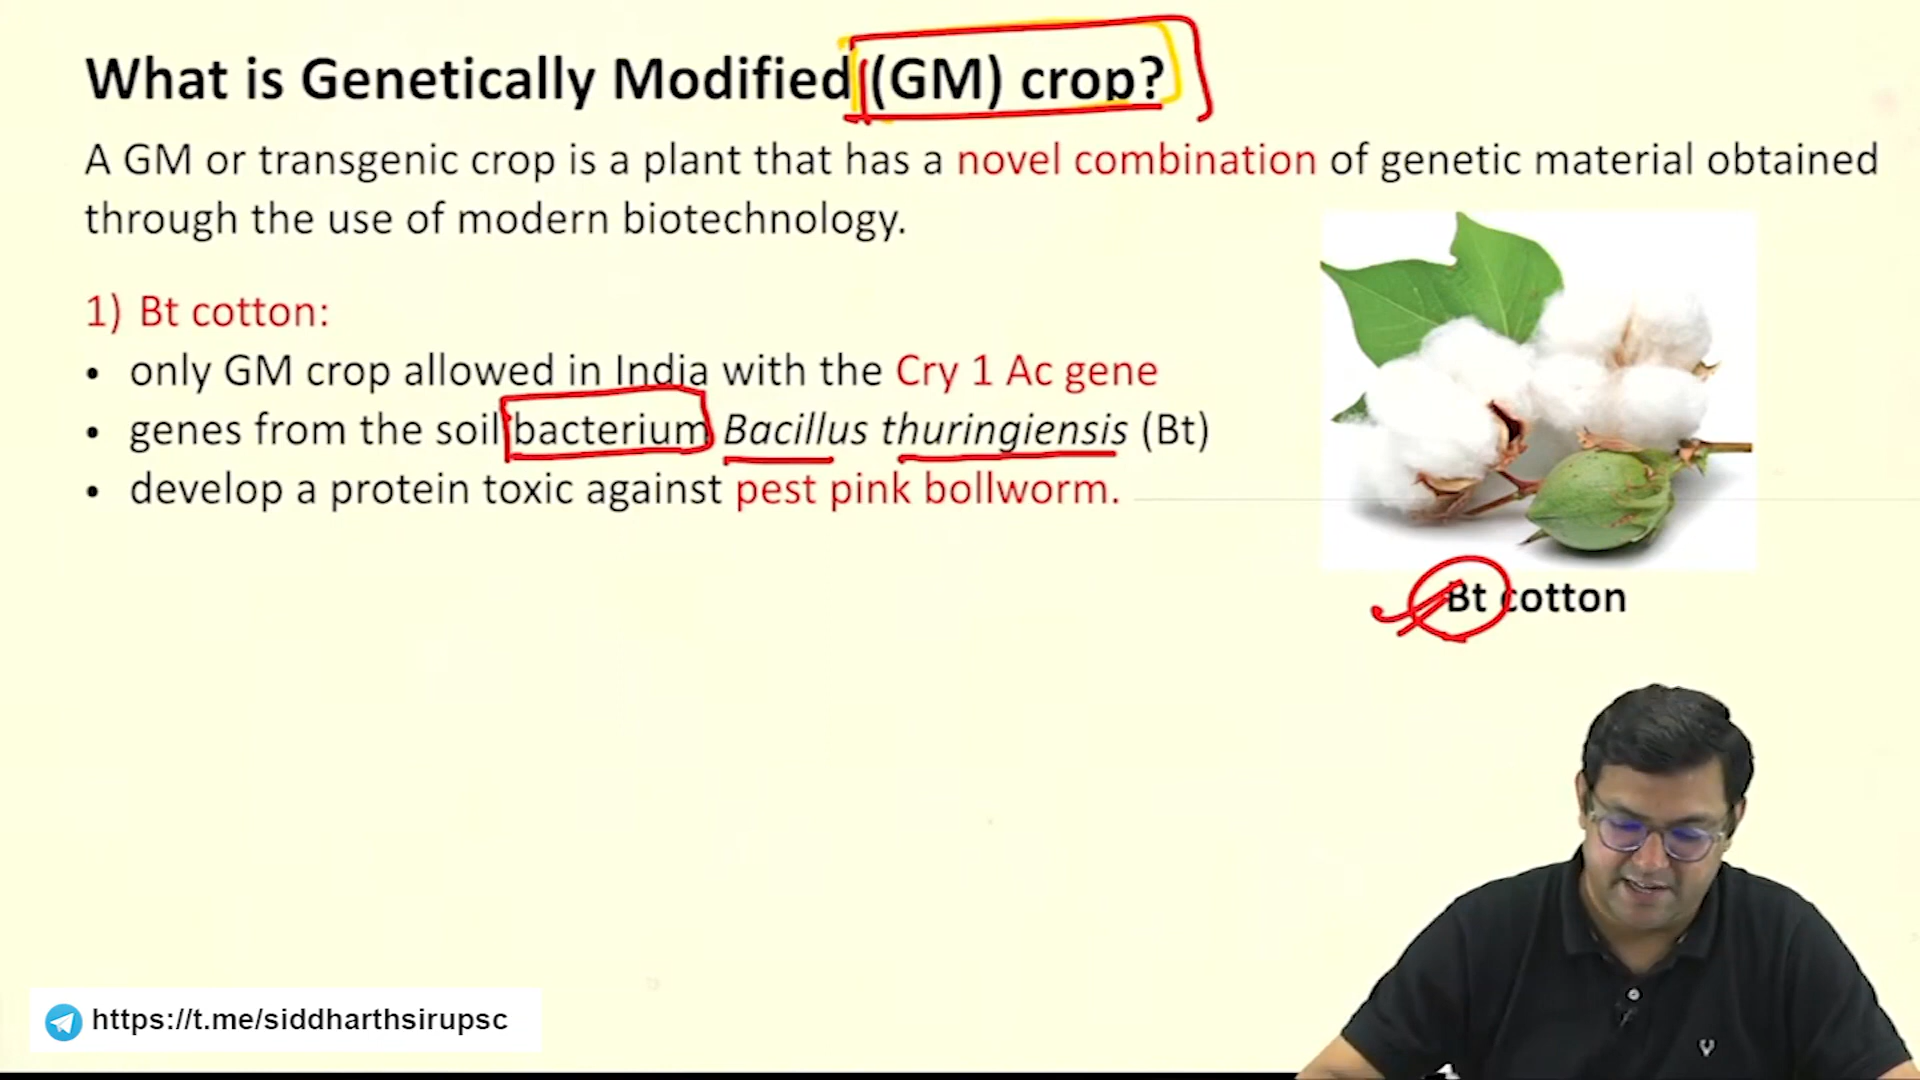 What is Genetically Modified (GM) crop?
A GM or transgenic crop is a plant that has a novel combination of genetic material obtained
through the use of modern biotechnology.
1) Bt cotton:
• only GM crop allowed in India with the Cry 1 Ac gene
• genes from the soil bacterium Bacillus thuringiensis (Bt)
• develop a protein toxic against pest pink bollworm.
Bt cotton
https://t.me/siddharthsirupsc